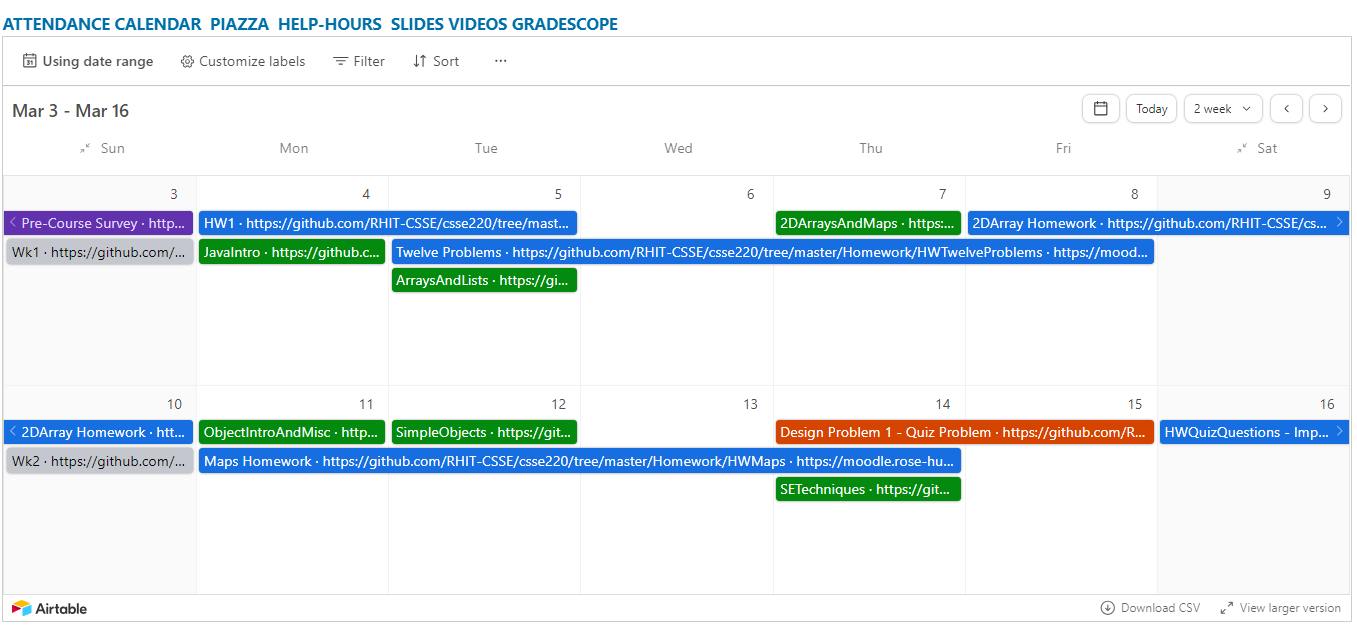 ATTENDANCE CALENDAR PIAZZA HELP-HOURS SLIDES VIDEOS GRADESCOPE
Using date range Customize labels Filter Sort ...
Mar 3 - Mar 16 Today 2 week
Sun Mon Tue Wed Thu Fri Sat
3 4 5 6 7 8 9
Pre-Course Survey · http... HW1 · https://github.com/RHIT-CSSE/csse220/tree/mast... 2DArraysAndMaps · https:... 2DArray Homework · https://github.com/RHIT-CSSE/cs...
Wk1 · https://github.com/... JavaIntro · https://github.c... Twelve Problems · https://github.com/RHIT-CSSE/csse220/tree/master/Homework/HWTwelveProblems · https://mood...
ArraysAndLists · https://gi...
10 11 12 13 14 15 16
2DArray Homework · htt... ObjectIntroAndMisc · http... SimpleObjects · https://git... Design Problem 1 - Quiz Problem · https://github.com/R... HWQuizQuestions - Imp...
Wk2 · https://github.com/... Maps Homework · https://github.com/RHIT-CSSE/csse220/tree/master/Homework/HWMaps · https://moodle.rose-hu...
SETechniques · https://git...
Airtable Download CSV View larger version